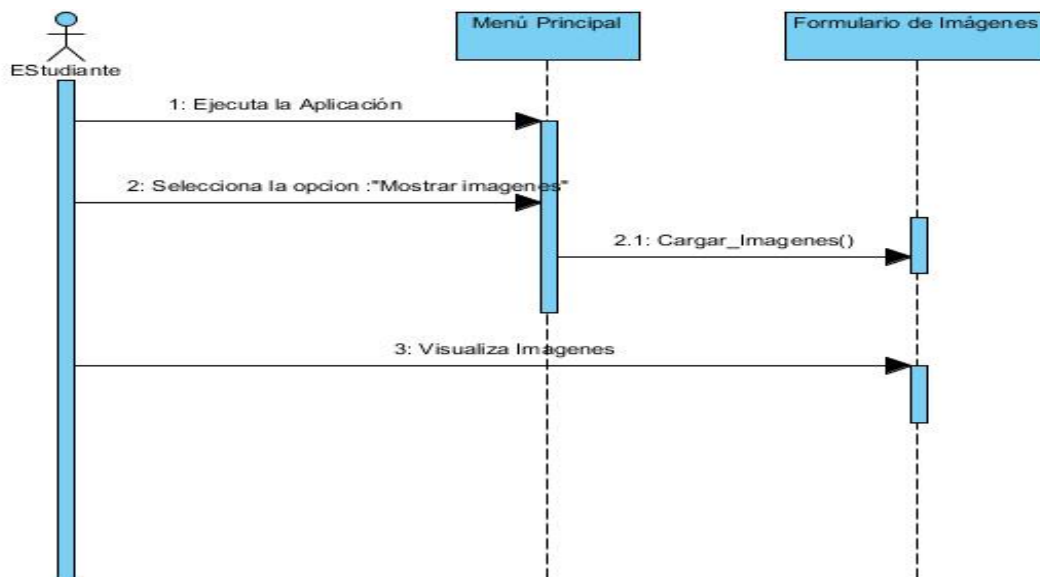 Menú Principal
Formulario de Imágenes
EStudiante
1: Ejecuta la Aplicación
2: Selecciona la opcion :"Mostrar imagenes"
2.1: Cargar_Imagenes()
3: Visualiza Imagenes